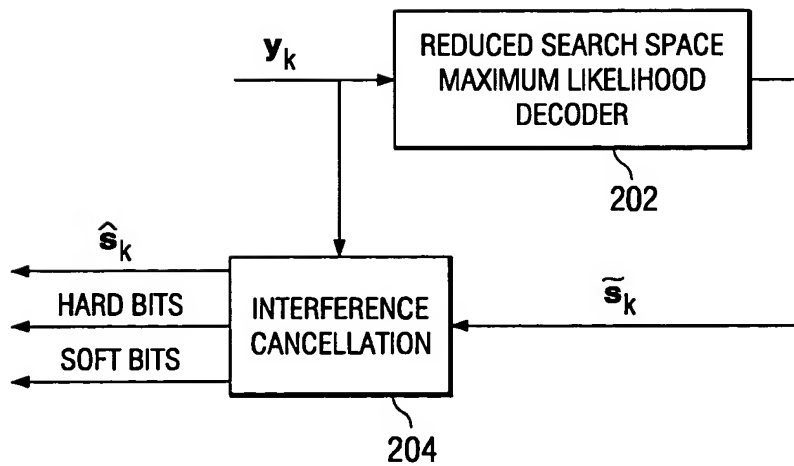 y_k
REDUCED SEARCH SPACE
MAXIMUM LIKELIHOOD
DECODER
202
ŝ_k
HARD BITS
SOFT BITS
INTERFERENCE
CANCELLATION
s̃_k
204